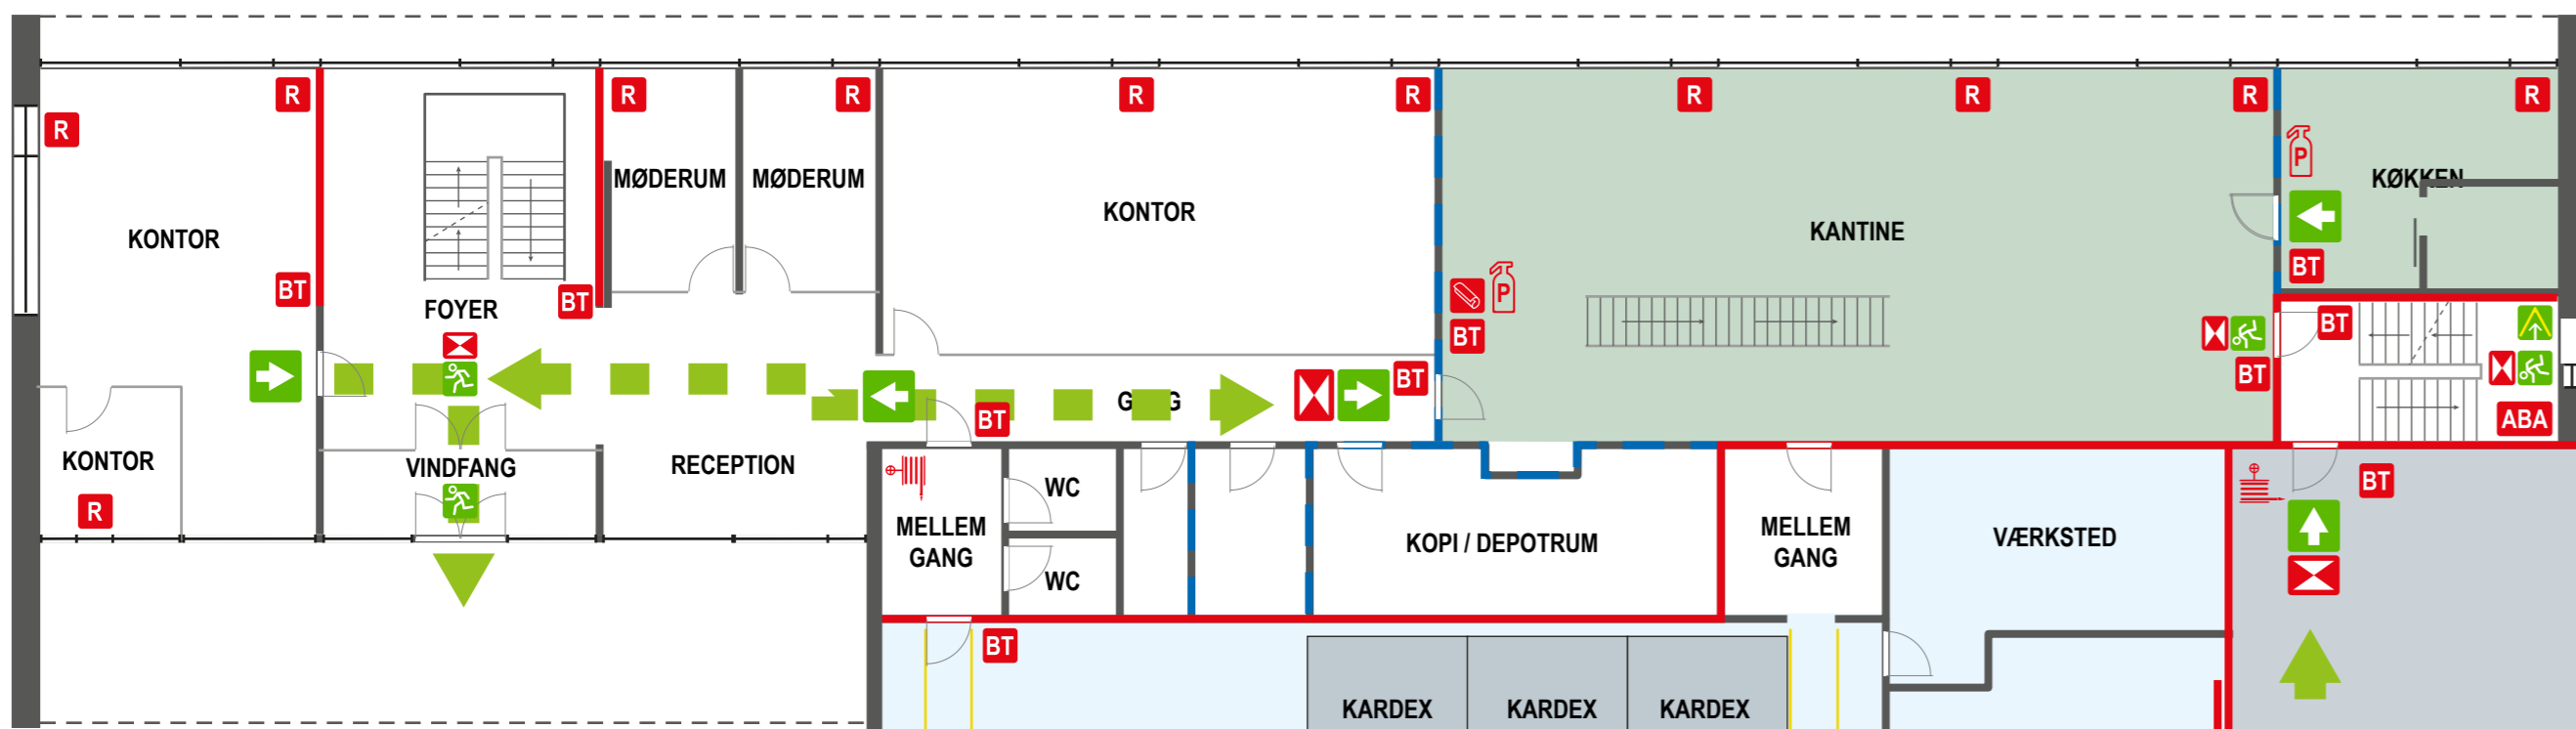 R
R
R
R
R
R
R
R
R
R
P
MØDERUM
MØDERUM
KØKKEN
KONTOR
KANTINE
KONTOR
BT
BT
BT
FOYER
P
BT
BT
BT
BT
GANG
BT
ABA
KONTOR
VINDFANG
RECEPTION
WC
BT
R
MELLEM
GANG
KOPI / DEPOTRUM
MELLEM
GANG
VÆRKSTED
WC
BT
KARDEX
KARDEX
KARDEX